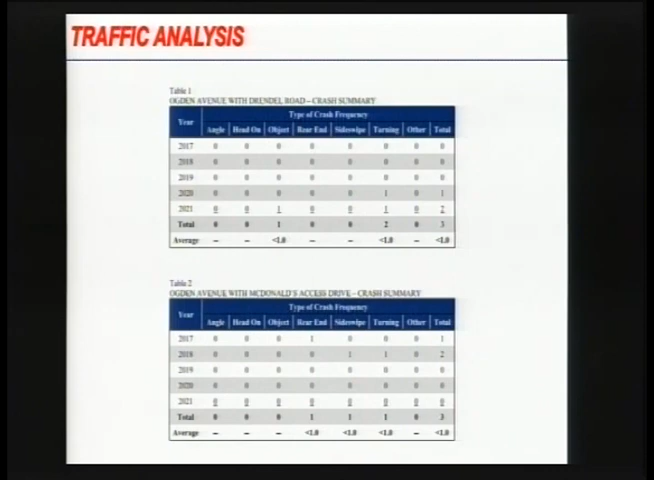 TRAFFIC ANALYSIS
Table 1
OGDEN AVENUE WITH DRENDEL ROAD – CRASH SUMMARY
Year Type of Crash Frequency
Angle Head On Object Rear End Sideswipe Turning Other Total
2017 0 0 0 0 0 0 0 0
2018 0 0 0 0 0 0 0 0
2019 0 0 0 0 0 0 0 0
2020 0 0 0 0 0 1 0 1
2021 0 0 1 0 0 1 0 2
Total 0 0 1 0 0 2 0 3
Average – – <1.0 – – <1.0 – <1.0
Table 2
OGDEN AVENUE WITH MCDONALD'S ACCESS DRIVE – CRASH SUMMARY
Year Type of Crash Frequency
Angle Head On Object Rear End Sideswipe Turning Other Total
2017 0 0 0 1 0 0 0 1
2018 0 0 0 0 1 1 0 2
2019 0 0 0 0 0 0 0 0
2020 0 0 0 0 0 0 0 0
2021 0 0 0 0 0 0 0 0
Total 0 0 0 1 1 1 0 3
Average – – – <1.0 <1.0 <1.0 – <1.0